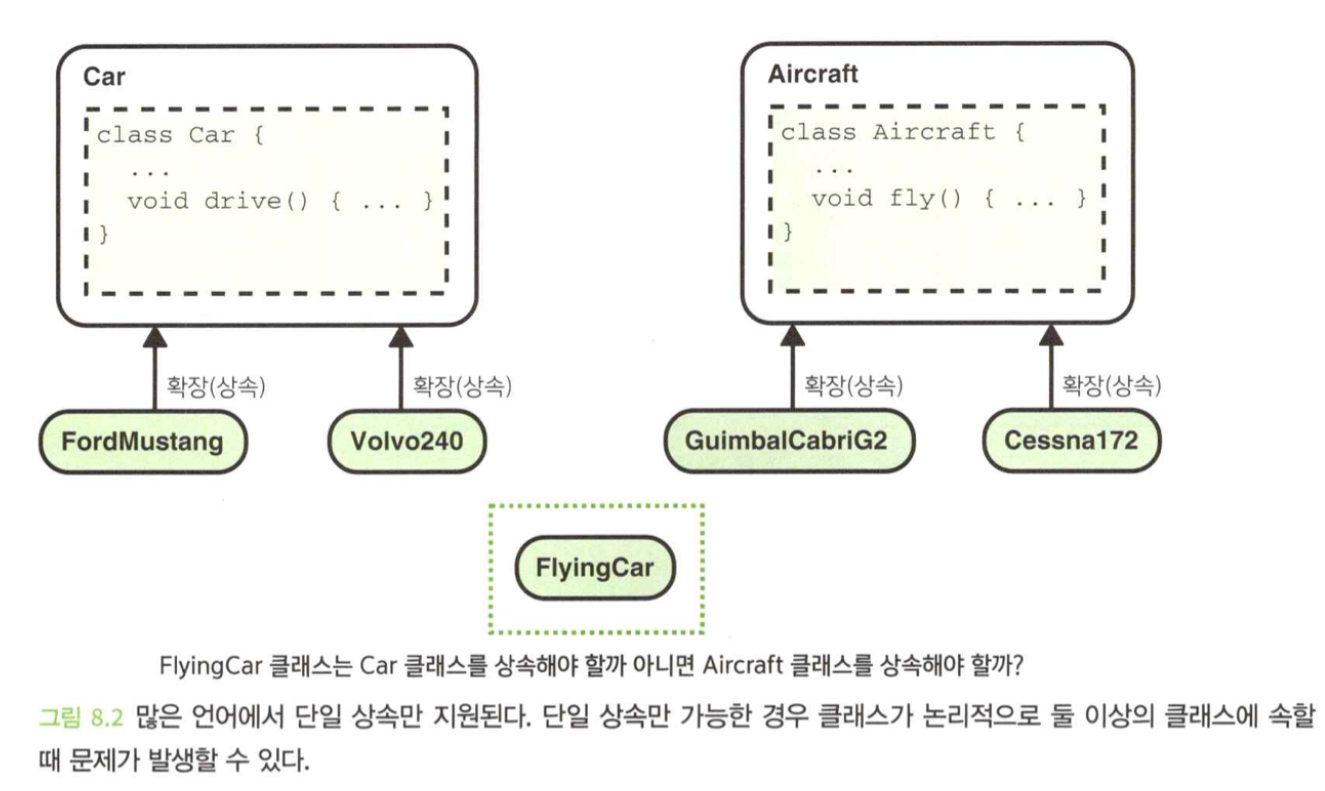 Car
class Car {
...
void drive() { ... }
}
Aircraft
class Aircraft {
...
void fly() { ... }
}
확장(상속)
확장(상속)
확장(상속)
확장(상속)
FordMustang
Volvo240
GuimbalCabriG2
Cessna172
FlyingCar
FlyingCar 클래스는 Car 클래스를 상속해야 할까 아니면 Aircraft 클래스를 상속해야 할까?
그림 8.2 많은 언어에서 단일 상속만 지원된다. 단일 상속만 가능한 경우 클래스가 논리적으로 둘 이상의 클래스에 속할
때 문제가 발생할 수 있다.